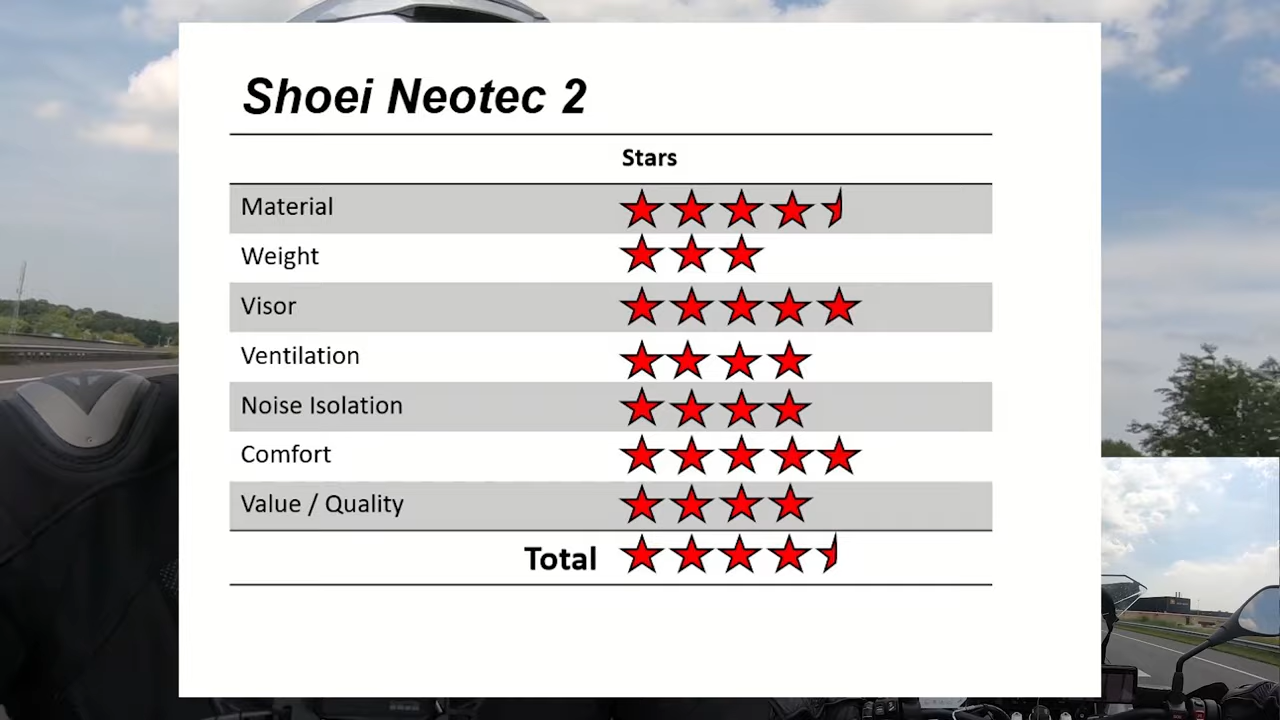 Shoei Neotec 2
Stars
Material
Weight
Visor
Ventilation
Noise Isolation
Comfort
Value / Quality
Total